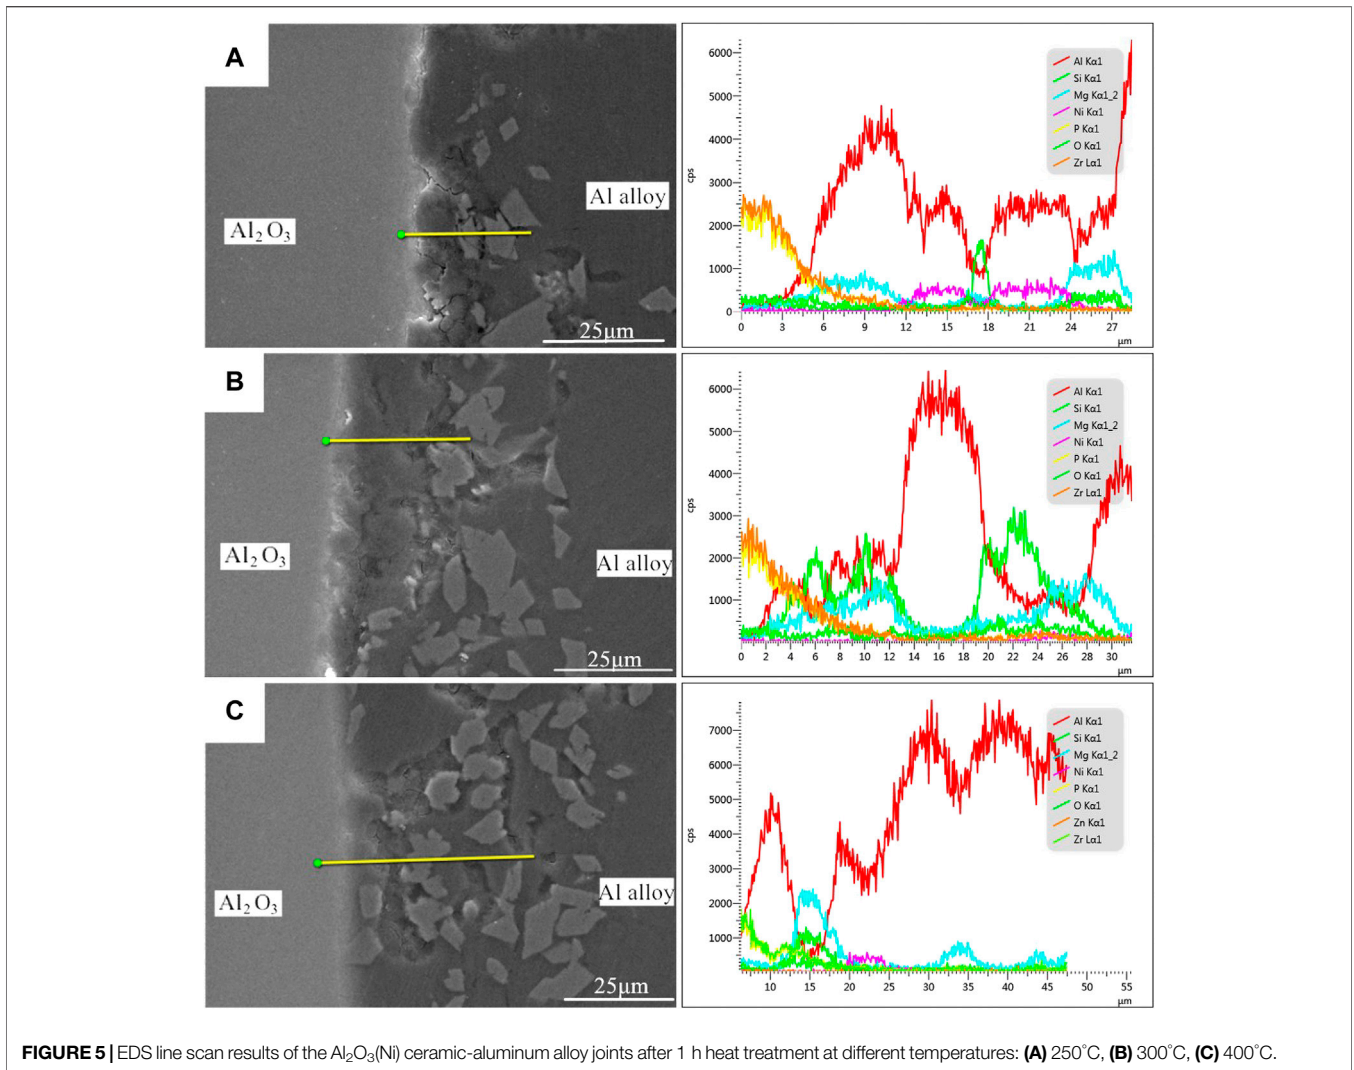 A
Al₂O₃
Al alloy
25μm
cps
6000
5000
4000
3000
2000
1000
0
0 3 6 9 12 15 18 21 24 27
μm
Al Kα1
Si Kα1
Mg Kα1_2
Ni Kα1
P Kα1
O Kα1
Zr Lα1
B
Al₂O₃
Al alloy
25μm
cps
6000
5000
4000
3000
2000
1000
0
0 2 4 6 8 10 12 14 16 18 20 22 24 26 28 30
μm
Al Kα1
Si Kα1
Mg Kα1_2
Ni Kα1
P Kα1
O Kα1
Zr Lα1
C
Al₂O₃
Al alloy
25μm
cps
7000
6000
5000
4000
3000
2000
1000
10 15 20 25 30 35 40 45 50 55
μm
Al Kα1
Si Kα1
Mg Kα1_2
Ni Kα1
P Kα1
O Kα1
Zn Kα1
Zr Lα1
FIGURE 5 | EDS line scan results of the Al₂O₃(Ni) ceramic-aluminum alloy joints after 1 h heat treatment at different temperatures: (A) 250°C, (B) 300°C, (C) 400°C.